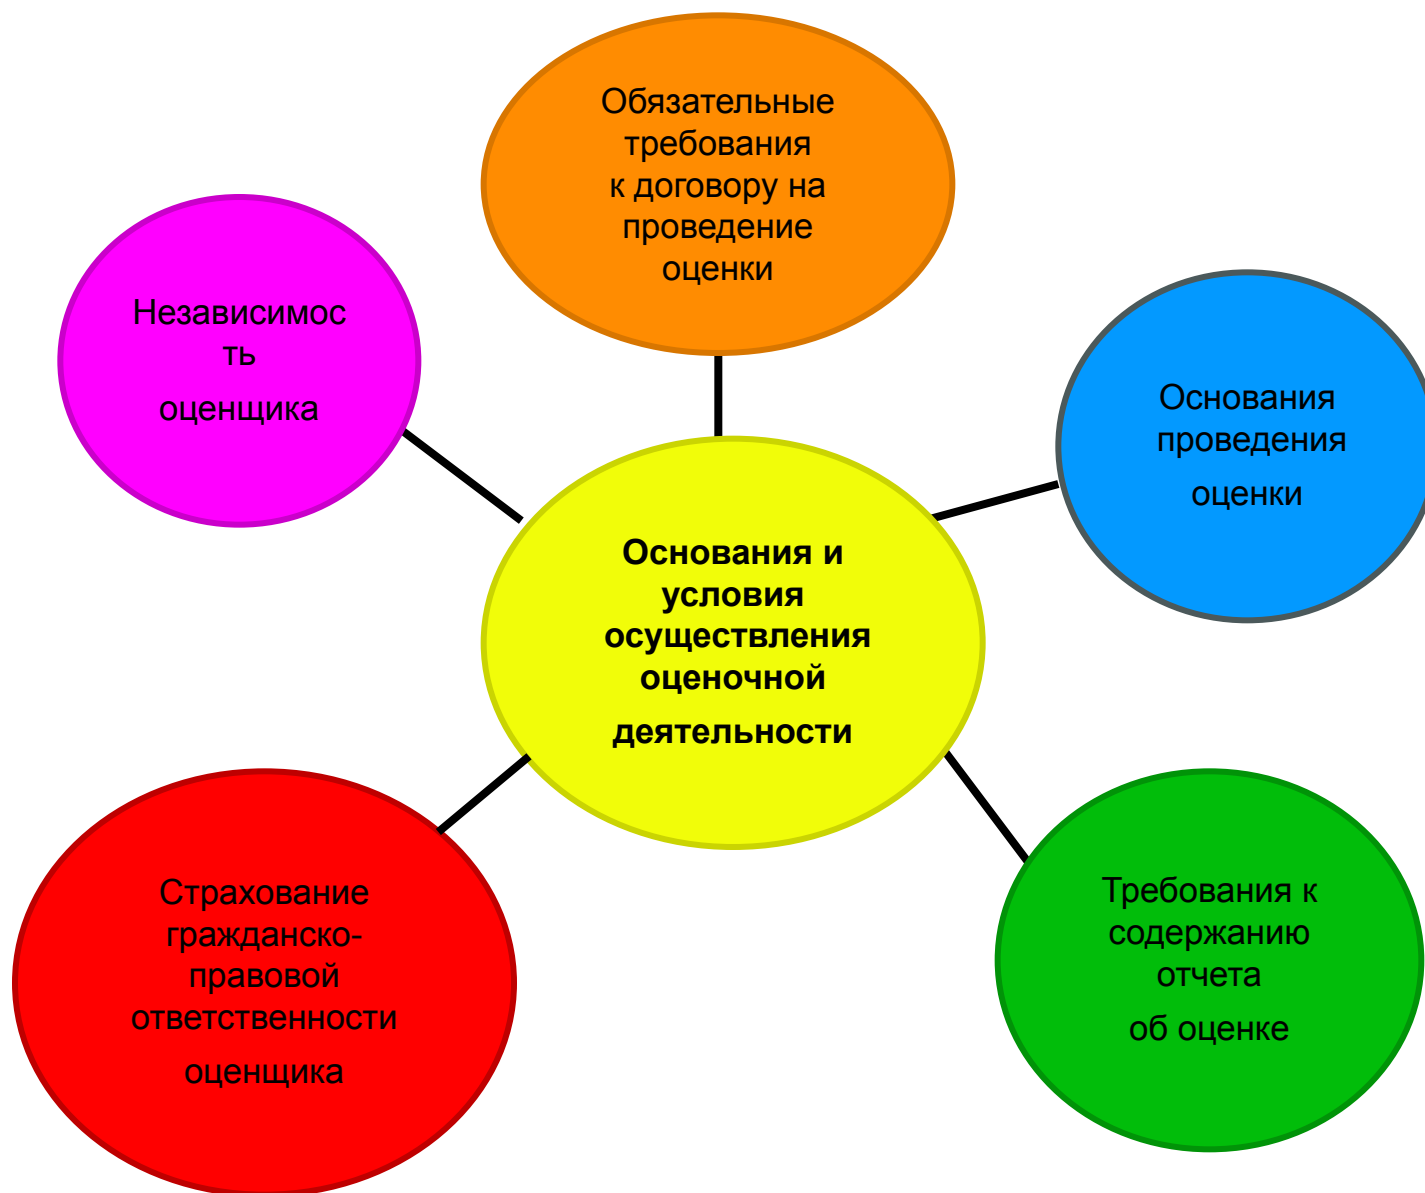 Обязательные
требования
к договору на
проведение
оценки
Независимос
ть
оценщика
Основания
проведения
оценки
Основания и
условия
осуществления
оценочной
деятельности
Страхование
гражданско-
правовой
ответственности
оценщика
Требования к
содержанию
отчета
об оценке